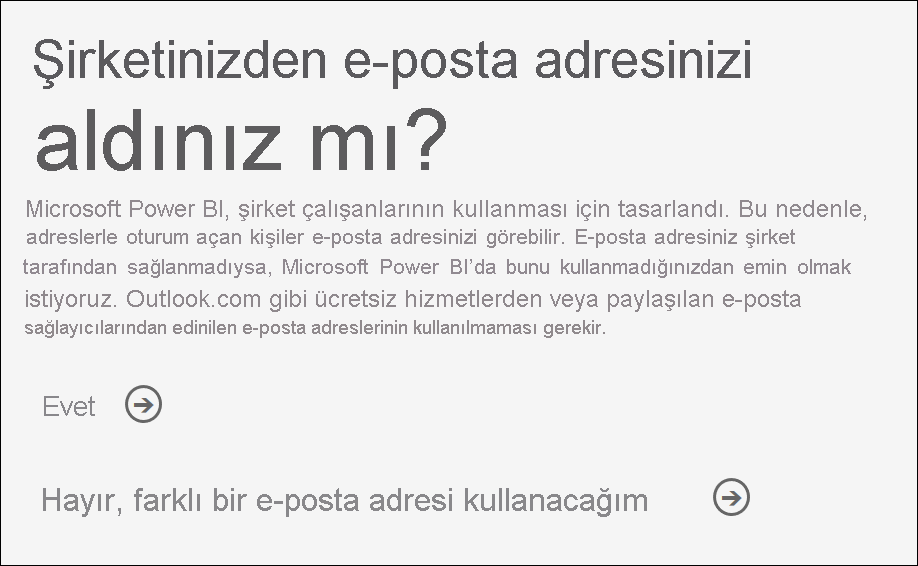 Şirketinizden e-posta adresinizi
aldınız mı?
Microsoft Power BI, şirket çalışanlarının kullanması için tasarlandı. Bu nedenle,
adreslerle oturum açan kişiler e-posta adresinizi görebilir. E-posta adresiniz şirket
tarafından sağlanmadıysa, Microsoft Power BI’da bunu kullanmadığınızdan emin olmak
istiyoruz. Outlook.com gibi ücretsiz hizmetlerden veya paylaşılan e-posta
sağlayıcılarından edinilen e-posta adreslerinin kullanılmaması gerekir.
Evet
Hayır, farklı bir e-posta adresi kullanacağım